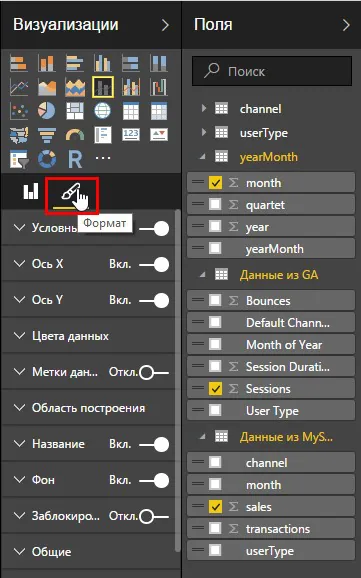 Визуализации
R
123
...
Формат
Условны
Ось X Вкл.
Ось Y Вкл.
Цвета данных
Метки дан... Откл.
Область построения
Название Вкл.
Фон Вкл.
Заблокиро... Откл.
Общие
Поля
Поиск
channel
userType
yearMonth
Σ month
Σ quartet
Σ year
yearMonth
Данные из GA
Σ Bounces
Default Chann...
Month of Year
Σ Session Durati...
Σ Sessions
User Type
Данные из MyS...
channel
month
Σ sales
Σ transactions
userType